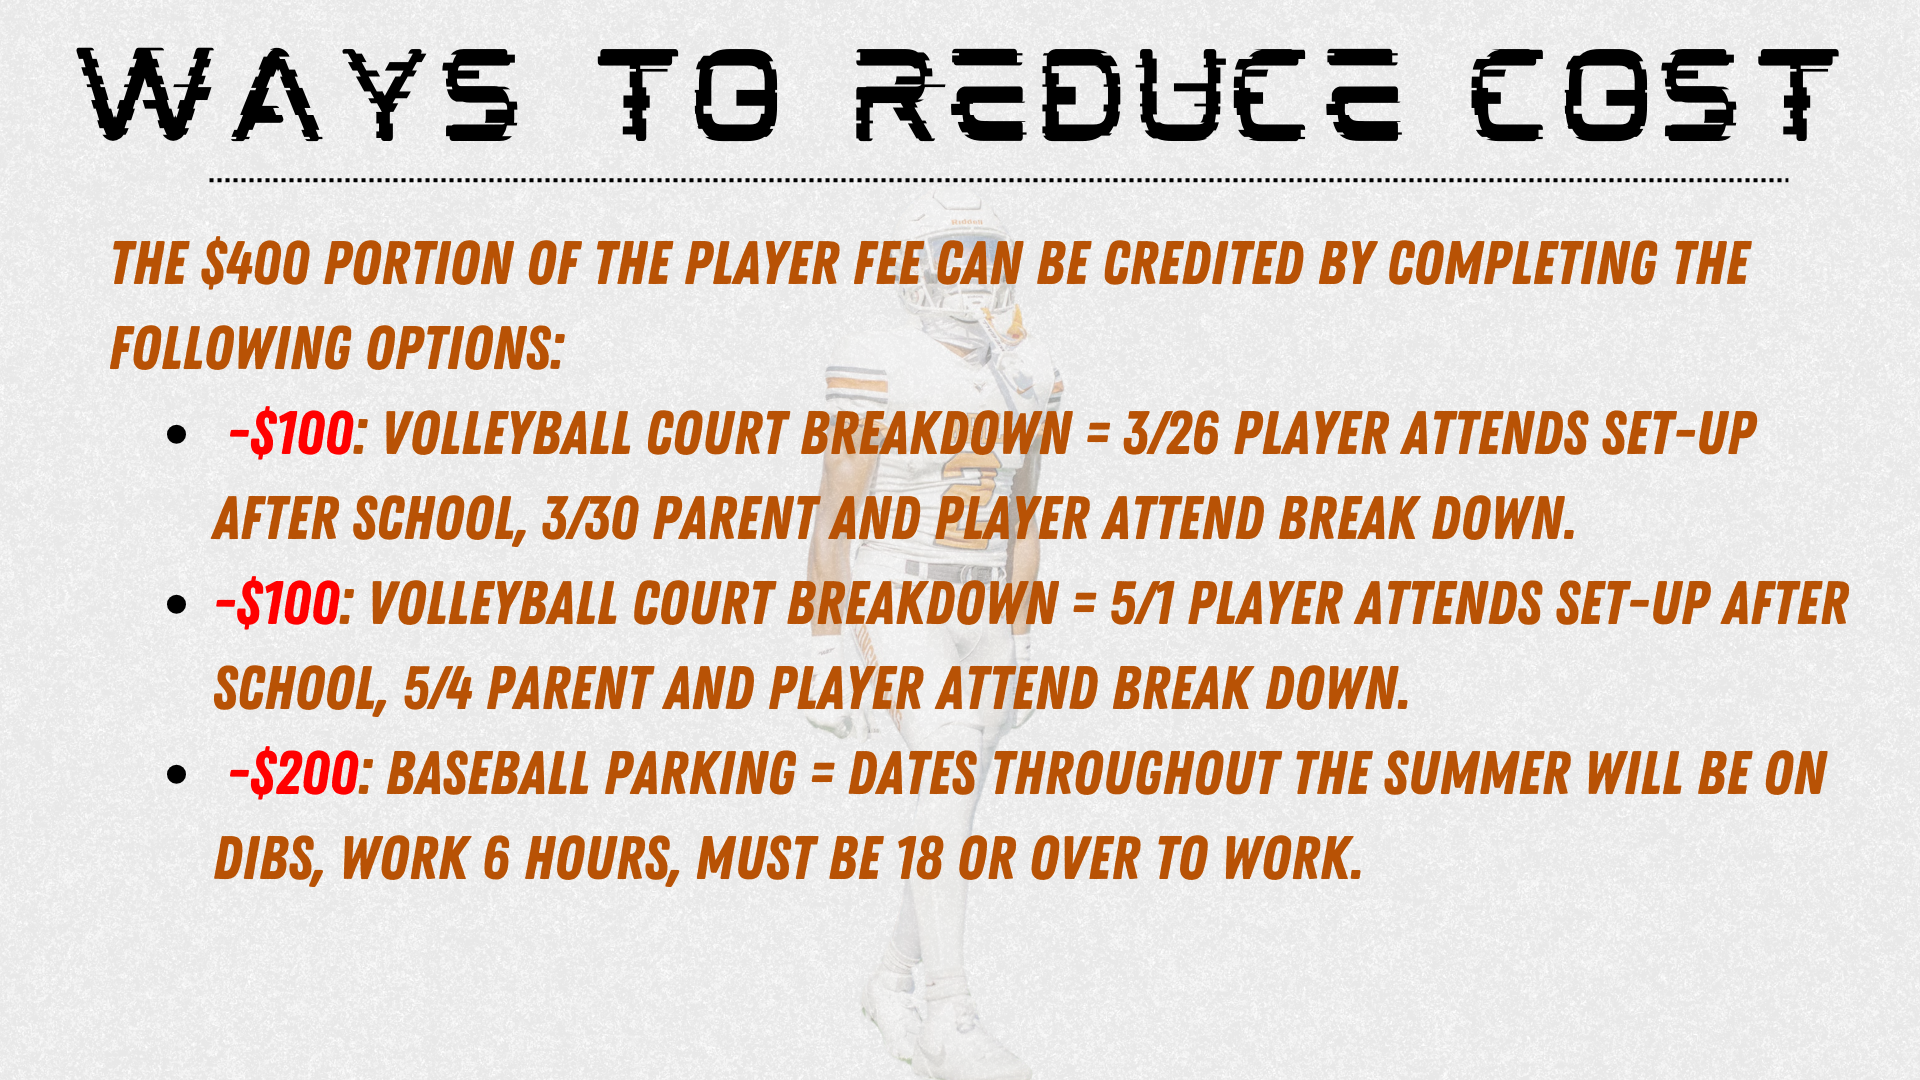 WAYS TO REDUCE COST
THE $400 PORTION OF THE PLAYER FEE CAN BE CREDITED BY COMPLETING THE
FOLLOWING OPTIONS:
• -$100: VOLLEYBALL COURT BREAKDOWN = 3/26 PLAYER ATTENDS SET-UP
AFTER SCHOOL, 3/30 PARENT AND PLAYER ATTEND BREAK DOWN.
• -$100: VOLLEYBALL COURT BREAKDOWN = 5/1 PLAYER ATTENDS SET-UP AFTER
SCHOOL, 5/4 PARENT AND PLAYER ATTEND BREAK DOWN.
• -$200: BASEBALL PARKING = DATES THROUGHOUT THE SUMMER WILL BE ON
DIBS, WORK 6 HOURS, MUST BE 18 OR OVER TO WORK.
2